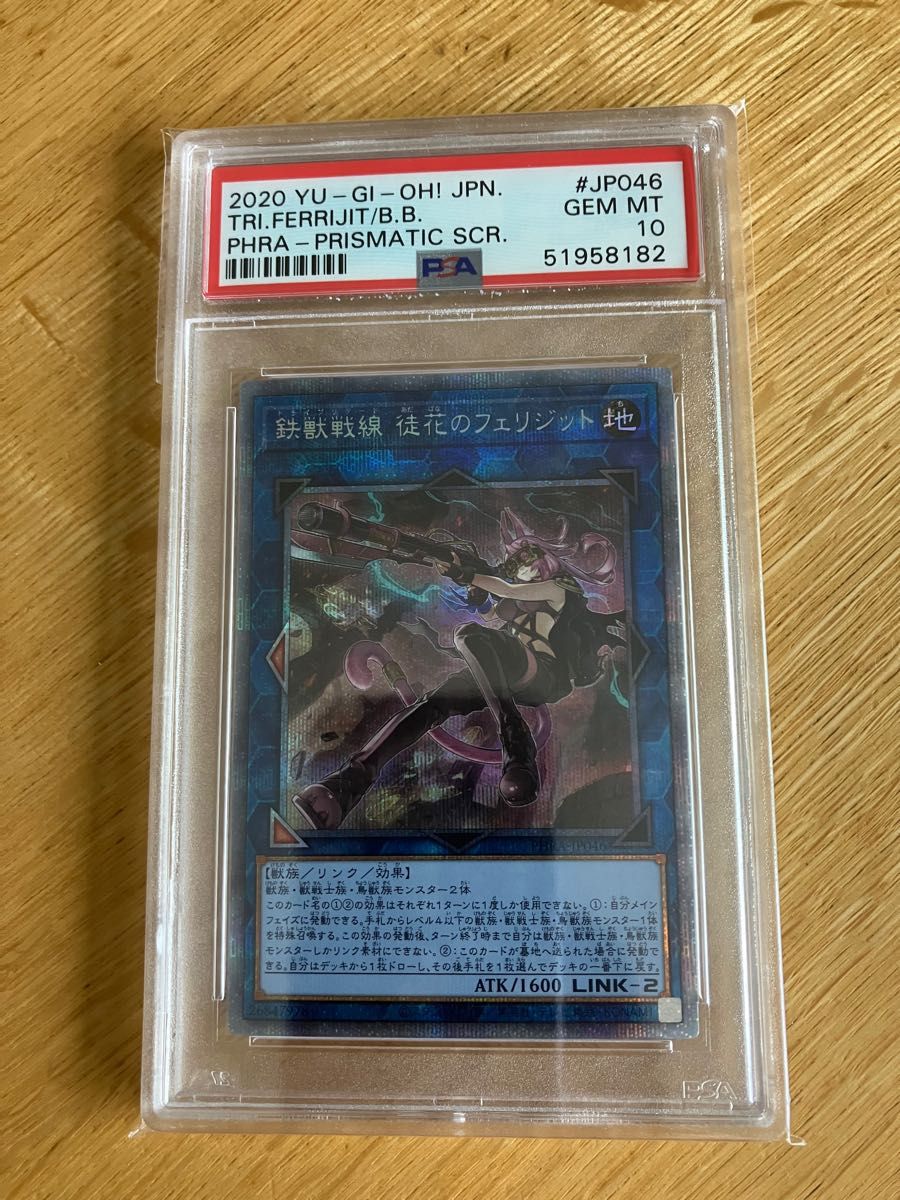 2020 YU-GI-OH! JPN. #JP046
TRI.FERRIJIT/B.B. GEM MT
PHRA-PRISMATIC SCR. 10
PSA 51958182
鉄獣戦線 徒花のフェリジット 地
PHRA-JP046
【獣族/リンク/効果】
獣族・獣戦士族・鳥獣族モンスター2体
このカード名の①②の効果はそれぞれ1ターンに1度しか使用できない。①:自分メイン
フェイズに発動できる。手札からレベル4以下の獣族・獣戦士族・鳥獣族モンスター1体
を特殊召喚する。この効果の発動後、ターン終了時まで自分は獣族・獣戦士族・鳥獣族
モンスターしかリンク素材にできない。②:このカードが墓地へ送られた場合に発動で
きる。自分はデッキから1枚ドローし、その後手札を1枚選んでデッキの一番下に戻す。
ATK/1600 LINK-2
KONAMI
PSA